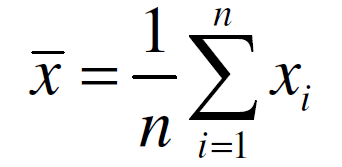 x̅ = 1/n ∑_{i=1}^{n} x_i